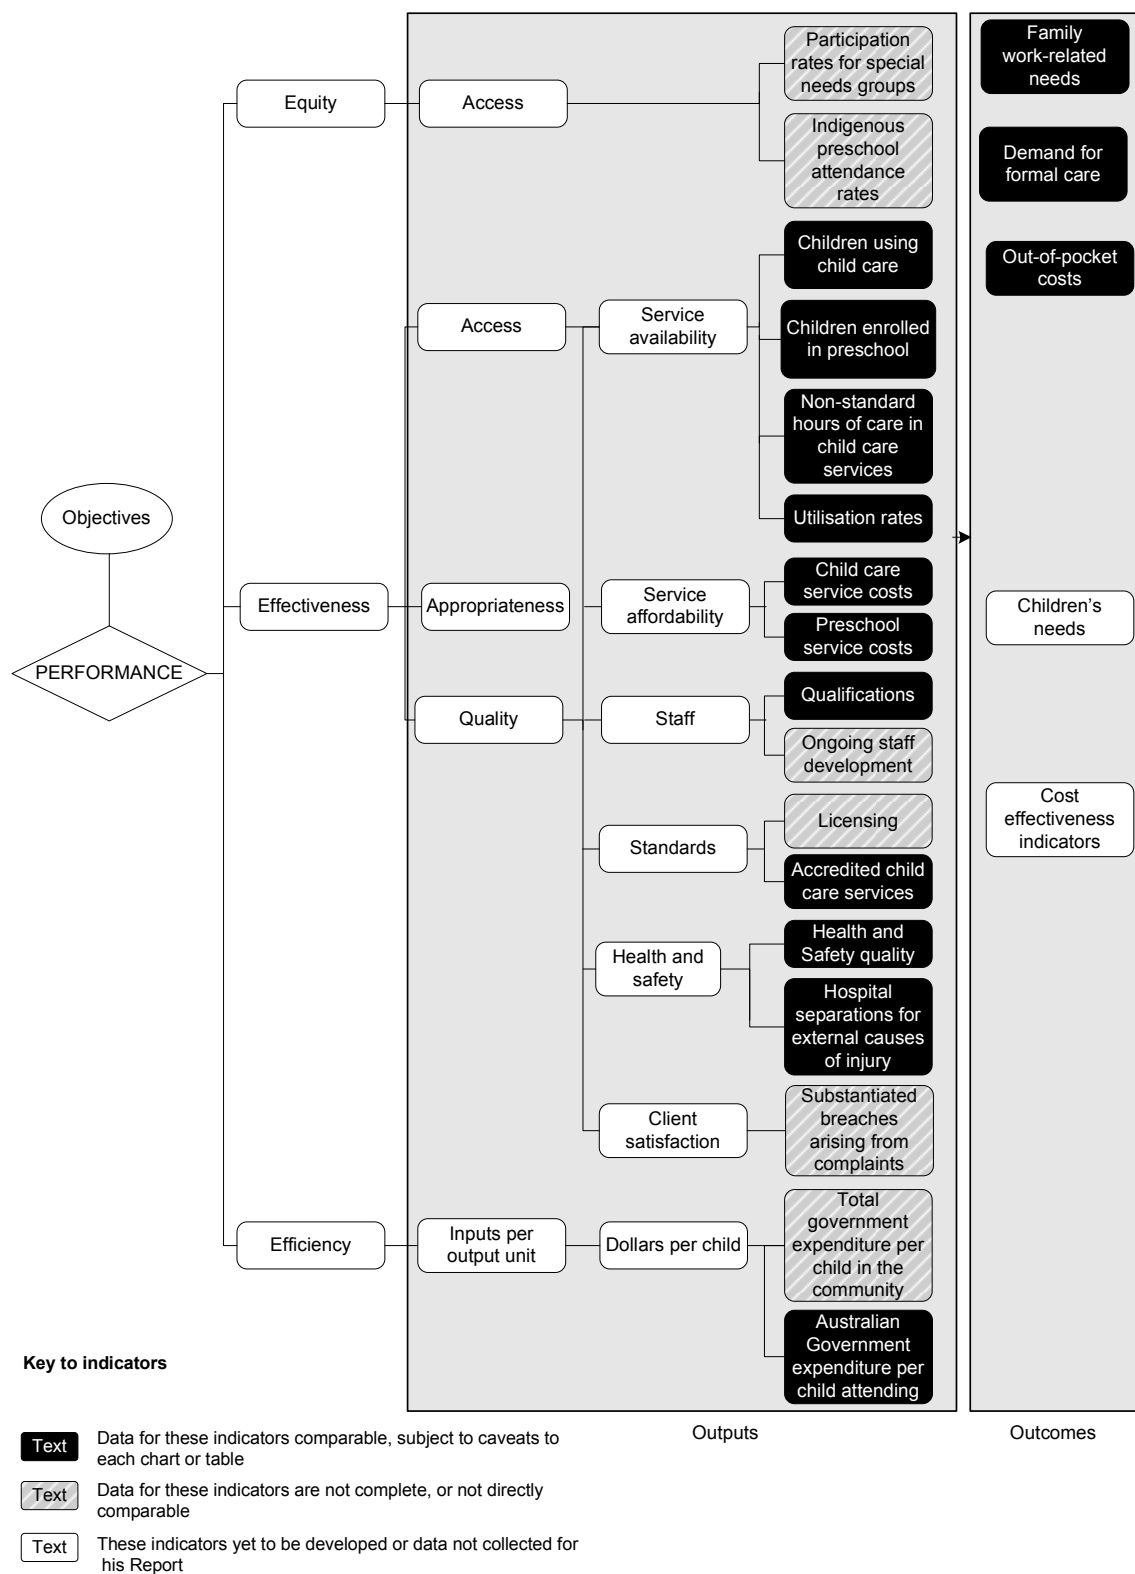 Objectives
PERFORMANCE
Equity
Access
Participation
rates for special
needs groups
Indigenous
preschool
attendance
rates
Effectiveness
Access
Service
availability
Children using
child care
Children enrolled
in preschool
Non-standard
hours of care in
child care
services
Utilisation rates
Appropriateness
Service
affordability
Child care
service costs
Preschool
service costs
Quality
Staff
Qualifications
Ongoing staff
development
Standards
Licensing
Accredited child
care services
Health and
safety
Health and
Safety quality
Hospital
separations for
external causes
of injury
Client
satisfaction
Substantiated
breaches
arising from
complaints
Efficiency
Inputs per
output unit
Dollars per child
Total
government
expenditure per
child in the
community
Australian
Government
expenditure per
child attending
Outputs
Family
work-related
needs
Demand for
formal care
Out-of-pocket
costs
Children's
needs
Cost
effectiveness
indicators
Outcomes
Key to indicators
Text
Data for these indicators comparable, subject to caveats to
each chart or table
Text
Data for these indicators are not complete, or not directly
comparable
Text
These indicators yet to be developed or data not collected for
his Report